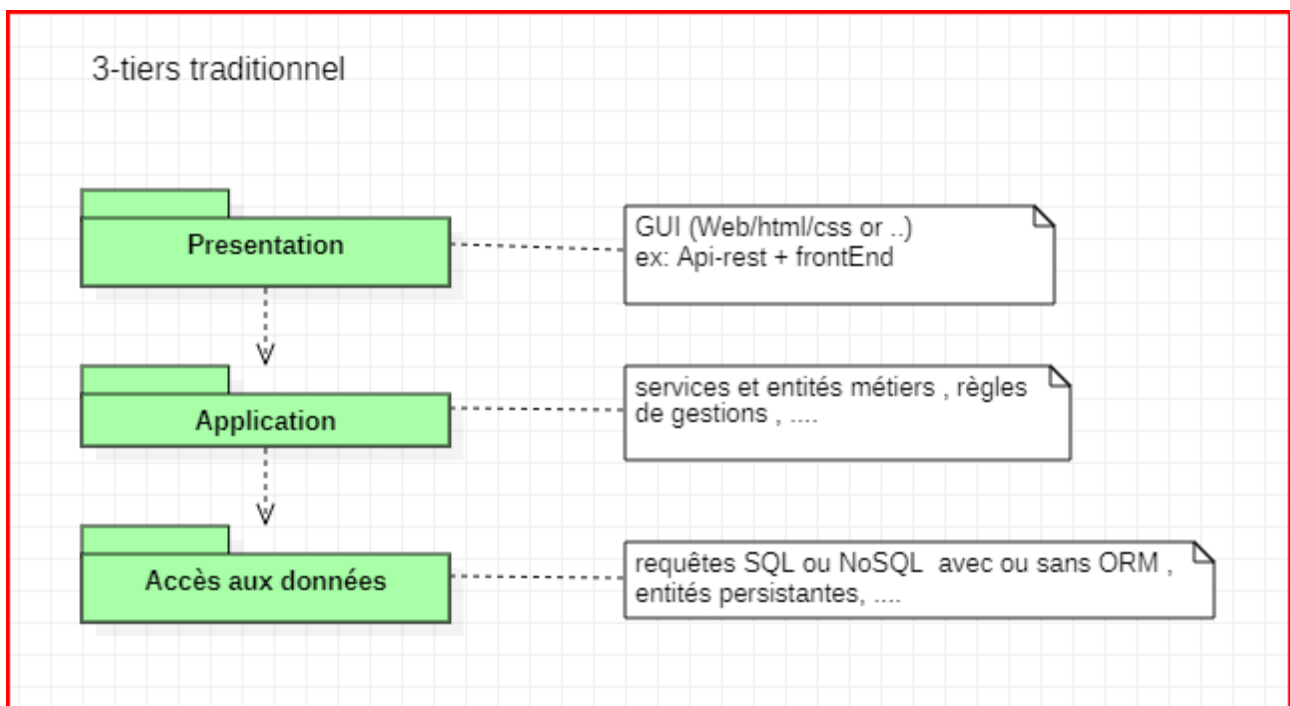 3-tiers traditionnel
Presentation
GUI (Web/html/css or ..)
ex: Api-rest + frontEnd
Application
services et entités métiers , règles
de gestions , ....
Accès aux données
requêtes SQL ou NoSQL  avec ou sans ORM ,
entités persistantes, ....